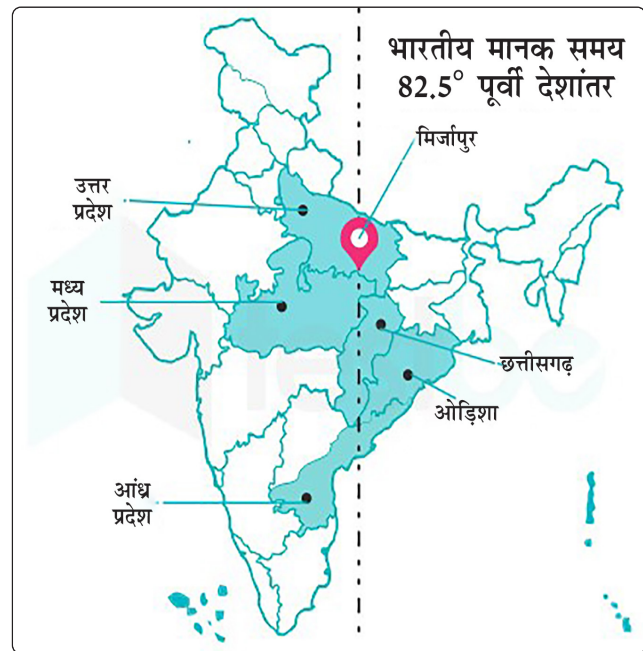 भारतीय मानक समय
82.5° पूर्वी देशांतर
मिर्जापुर
उत्तर
प्रदेश
मध्य
प्रदेश
छत्तीसगढ़
ओड़िशा
आंध्र
प्रदेश